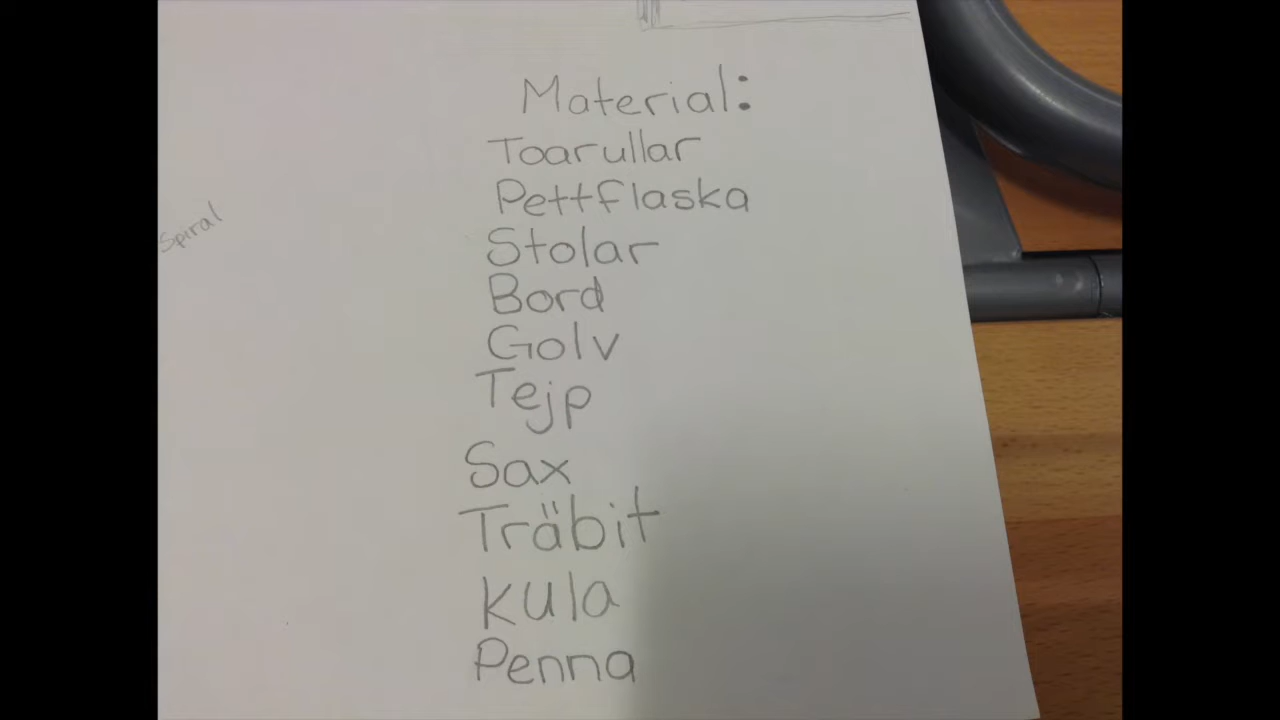 Material:
Toarullar
Pettflaska
Spiral
Stolar
Bord
Golv
Tejp
Sax
Träbit
Kula
Penna